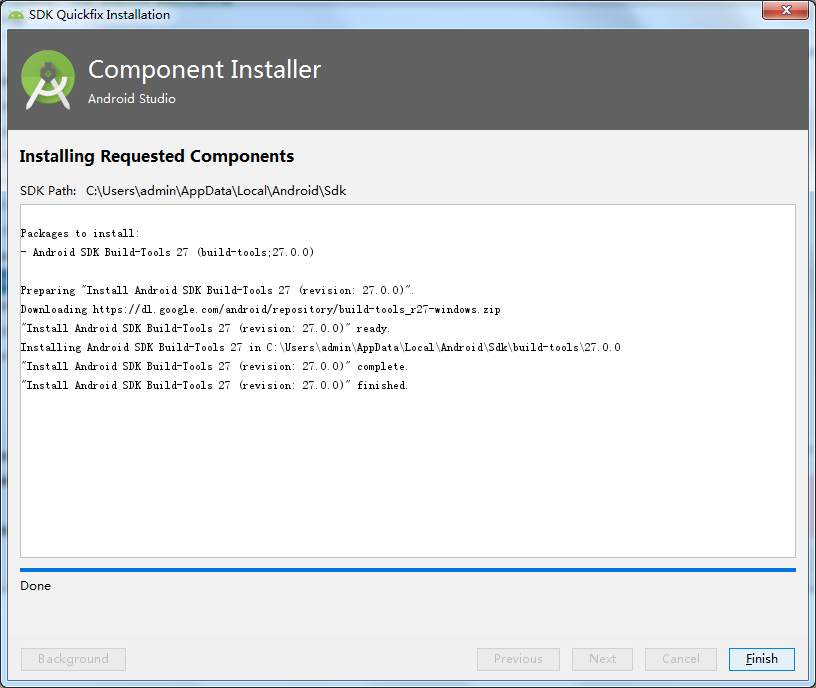 SDK Quickfix Installation
Component Installer
Android Studio
Installing Requested Components
SDK Path: C:\Users\admin\AppData\Local\Android\Sdk
Packages to install:
- Android SDK Build-Tools 27 (build-tools;27.0.0)
Preparing "Install Android SDK Build-Tools 27 (revision: 27.0.0)".
Downloading https://dl.google.com/android/repository/build-tools_r27-windows.zip
"Install Android SDK Build-Tools 27 (revision: 27.0.0)" ready.
Installing Android SDK Build-Tools 27 in C:\Users\admin\AppData\Local\Android\Sdk\build-tools\27.0.0
"Install Android SDK Build-Tools 27 (revision: 27.0.0)" complete.
"Install Android SDK Build-Tools 27 (revision: 27.0.0)" finished.
Done
Background Previous Next Cancel Finish